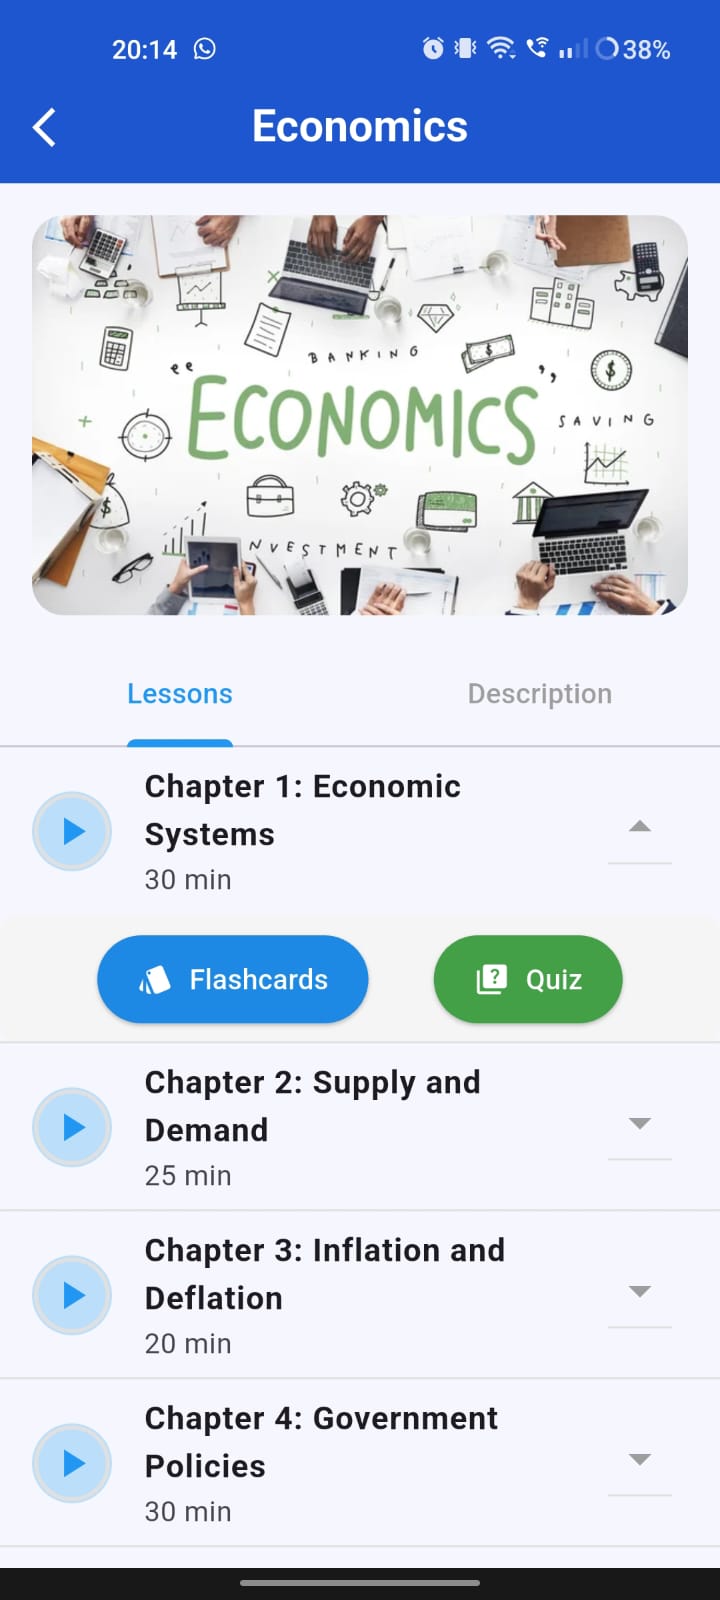 20:14 38%
Economics
BANKING
"ECONOMICS"
SAVING
NVESTMENT
Lessons Description
Chapter 1: Economic
Systems
30 min
Flashcards Quiz
Chapter 2: Supply and
Demand
25 min
Chapter 3: Inflation and
Deflation
20 min
Chapter 4: Government
Policies
30 min